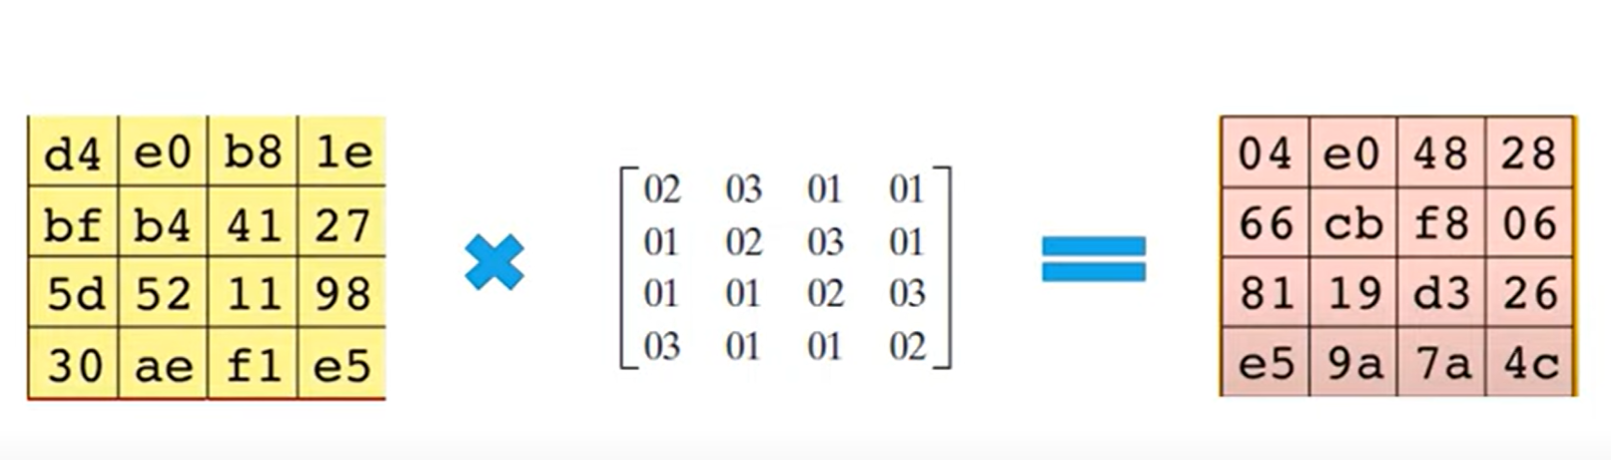 d4 e0 b8 1e
bf b4 41 27
5d 52 11 98
30 ae f1 e5
02 03 01 01
01 02 03 01
01 01 02 03
03 01 01 02
04 e0 48 28
66 cb f8 06
81 19 d3 26
e5 9a 7a 4c